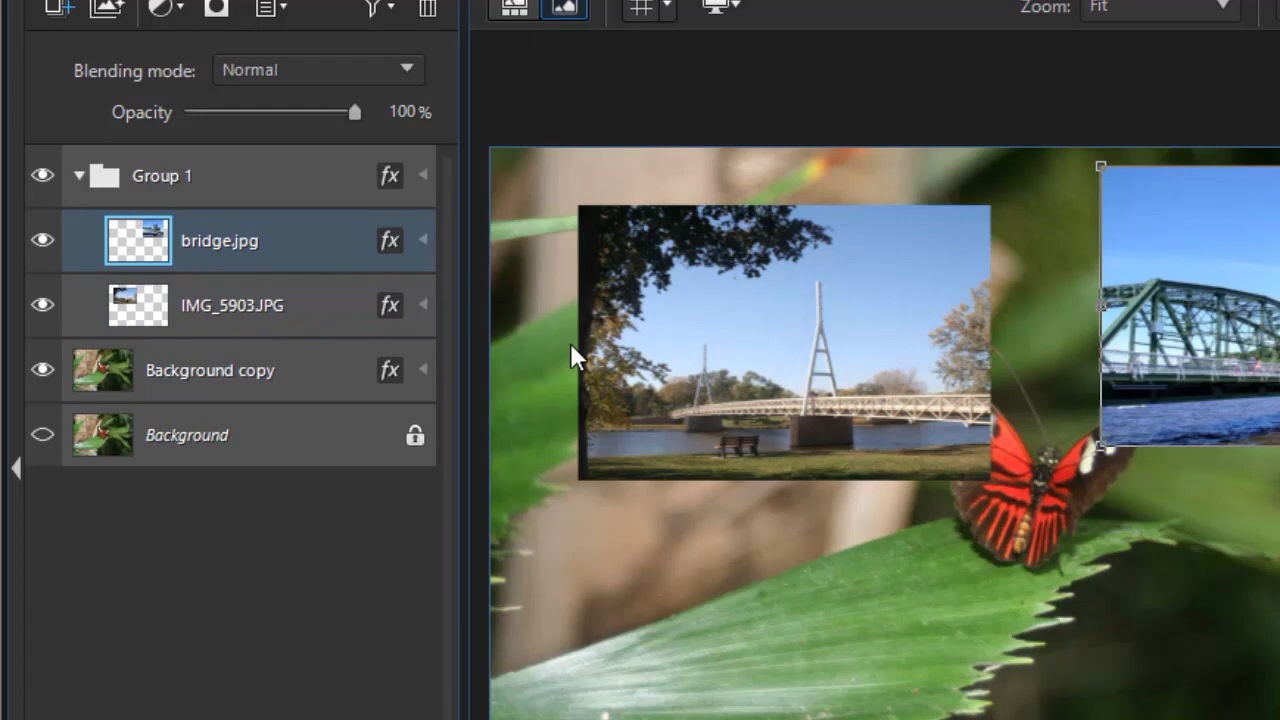 Zoom: Fit
Blending mode: Normal
Opacity 100 %
Group 1 fx
bridge.jpg fx
IMG_5903.JPG fx
Background copy fx
Background